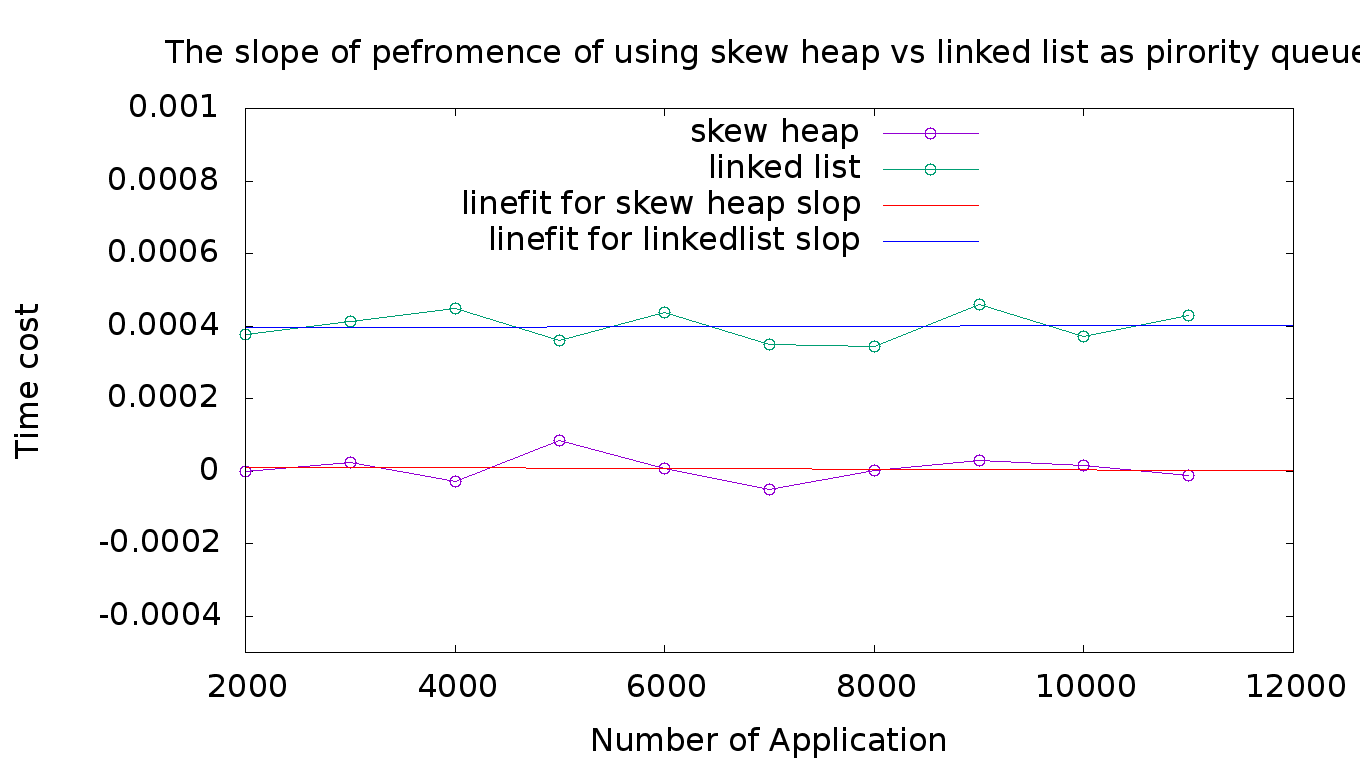 The slope of pefromence of using skew heap vs linked list as pirority queue
0.001
0.0008
0.0006
0.0004
0.0002
0
-0.0002
-0.0004
skew heap
linked list
linefit for skew heap slop
linefit for linkedlist slop
Time cost
2000 4000 6000 8000 10000 12000
Number of Application